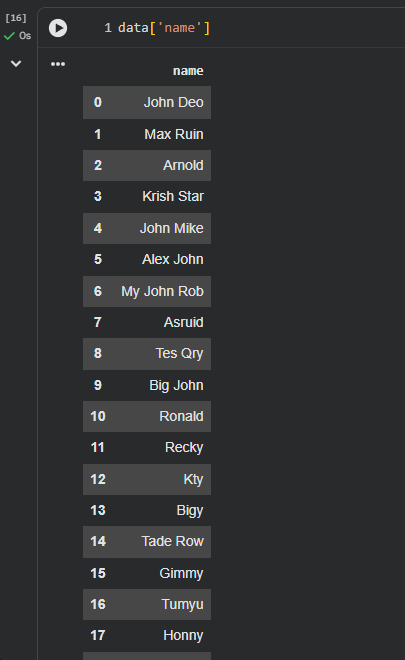 [16]
0s
1 data['name']
name
0 John Deo
1 Max Ruin
2 Arnold
3 Krish Star
4 John Mike
5 Alex John
6 My John Rob
7 Asruid
8 Tes Qry
9 Big John
10 Ronald
11 Recky
12 Kty
13 Bigy
14 Tade Row
15 Gimmy
16 Tumyu
17 Honny